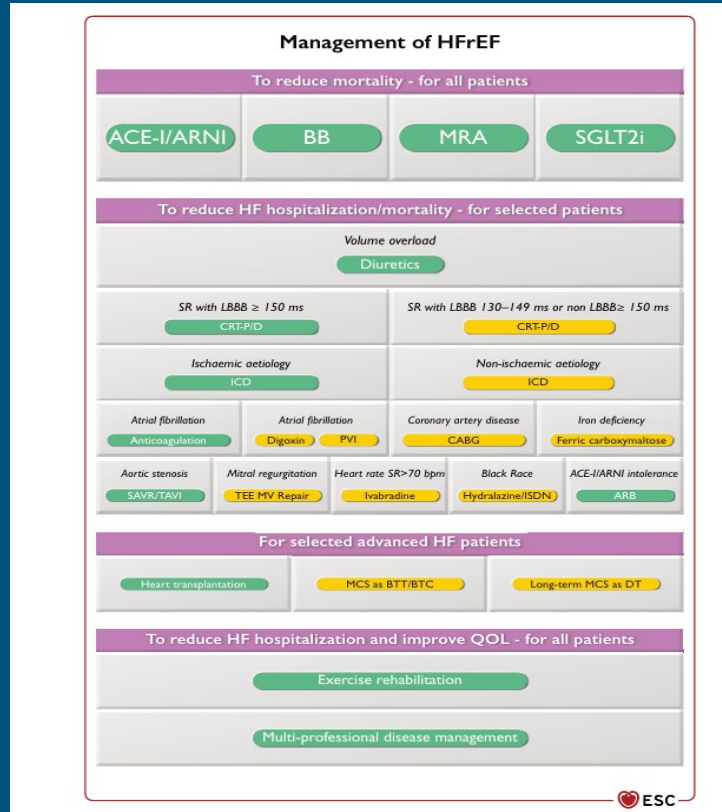 Management of HFrEF
To reduce mortality - for all patients
ACE-I/ARNI
BB
MRA
SGLT2i
To reduce HF hospitalization/mortality - for selected patients
Volume overload
Diuretics
SR with LBBB ≥ 150 ms
CRT-P/D
SR with LBBB 130–149 ms or non LBBB≥ 150 ms
CRT-P/D
Ischaemic aetiology
ICD
Non-ischaemic aetiology
ICD
Atrial fibrillation
Anticoagulation
Atrial fibrillation
Digoxin
PVI
Coronary artery disease
CABG
Iron deficiency
Ferric carboxymaltose
Aortic stenosis
SAVR/TAVI
Mitral regurgitation
TEE MV Repair
Heart rate SR>70 bpm
Ivabradine
Black Race
Hydralazine/ISDN
ACE-I/ARNI intolerance
ARB
For selected advanced HF patients
Heart transplantation
MCS as BTT/BTC
Long-term MCS as DT
To reduce HF hospitalization and improve QOL - for all patients
Exercise rehabilitation
Multi-professional disease management
ESC